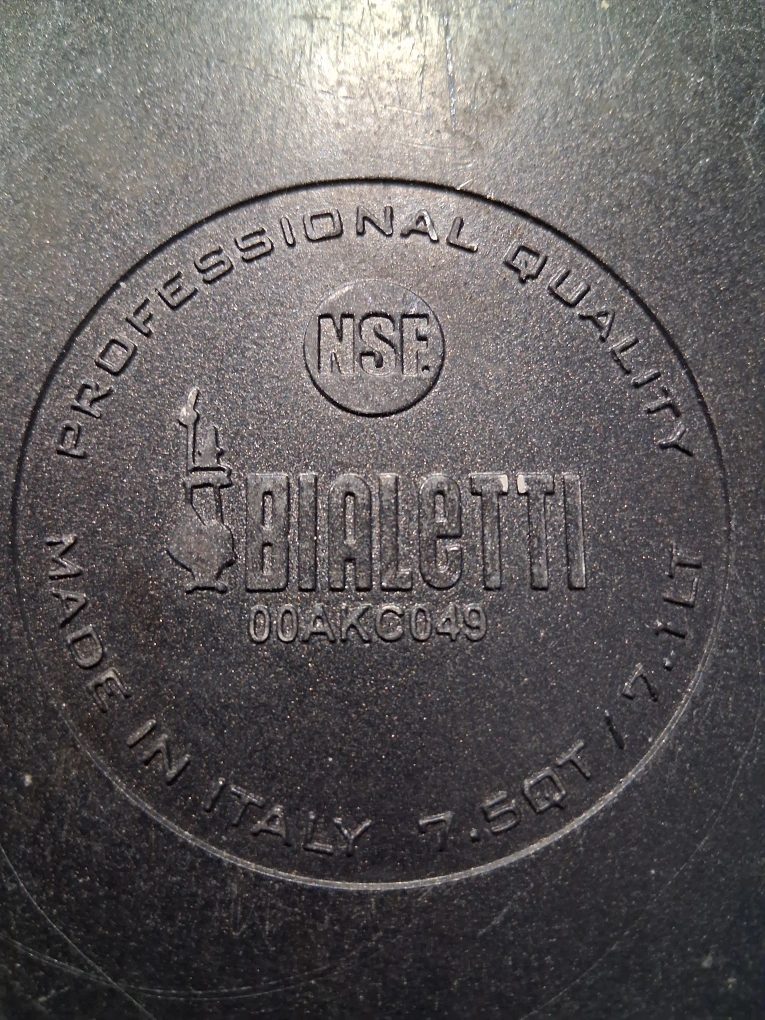 PROFESSIONAL QUALITY
NSF.
BIALeTTI
00AKC049
MADE IN ITALY 7.5QT / 7.1LT